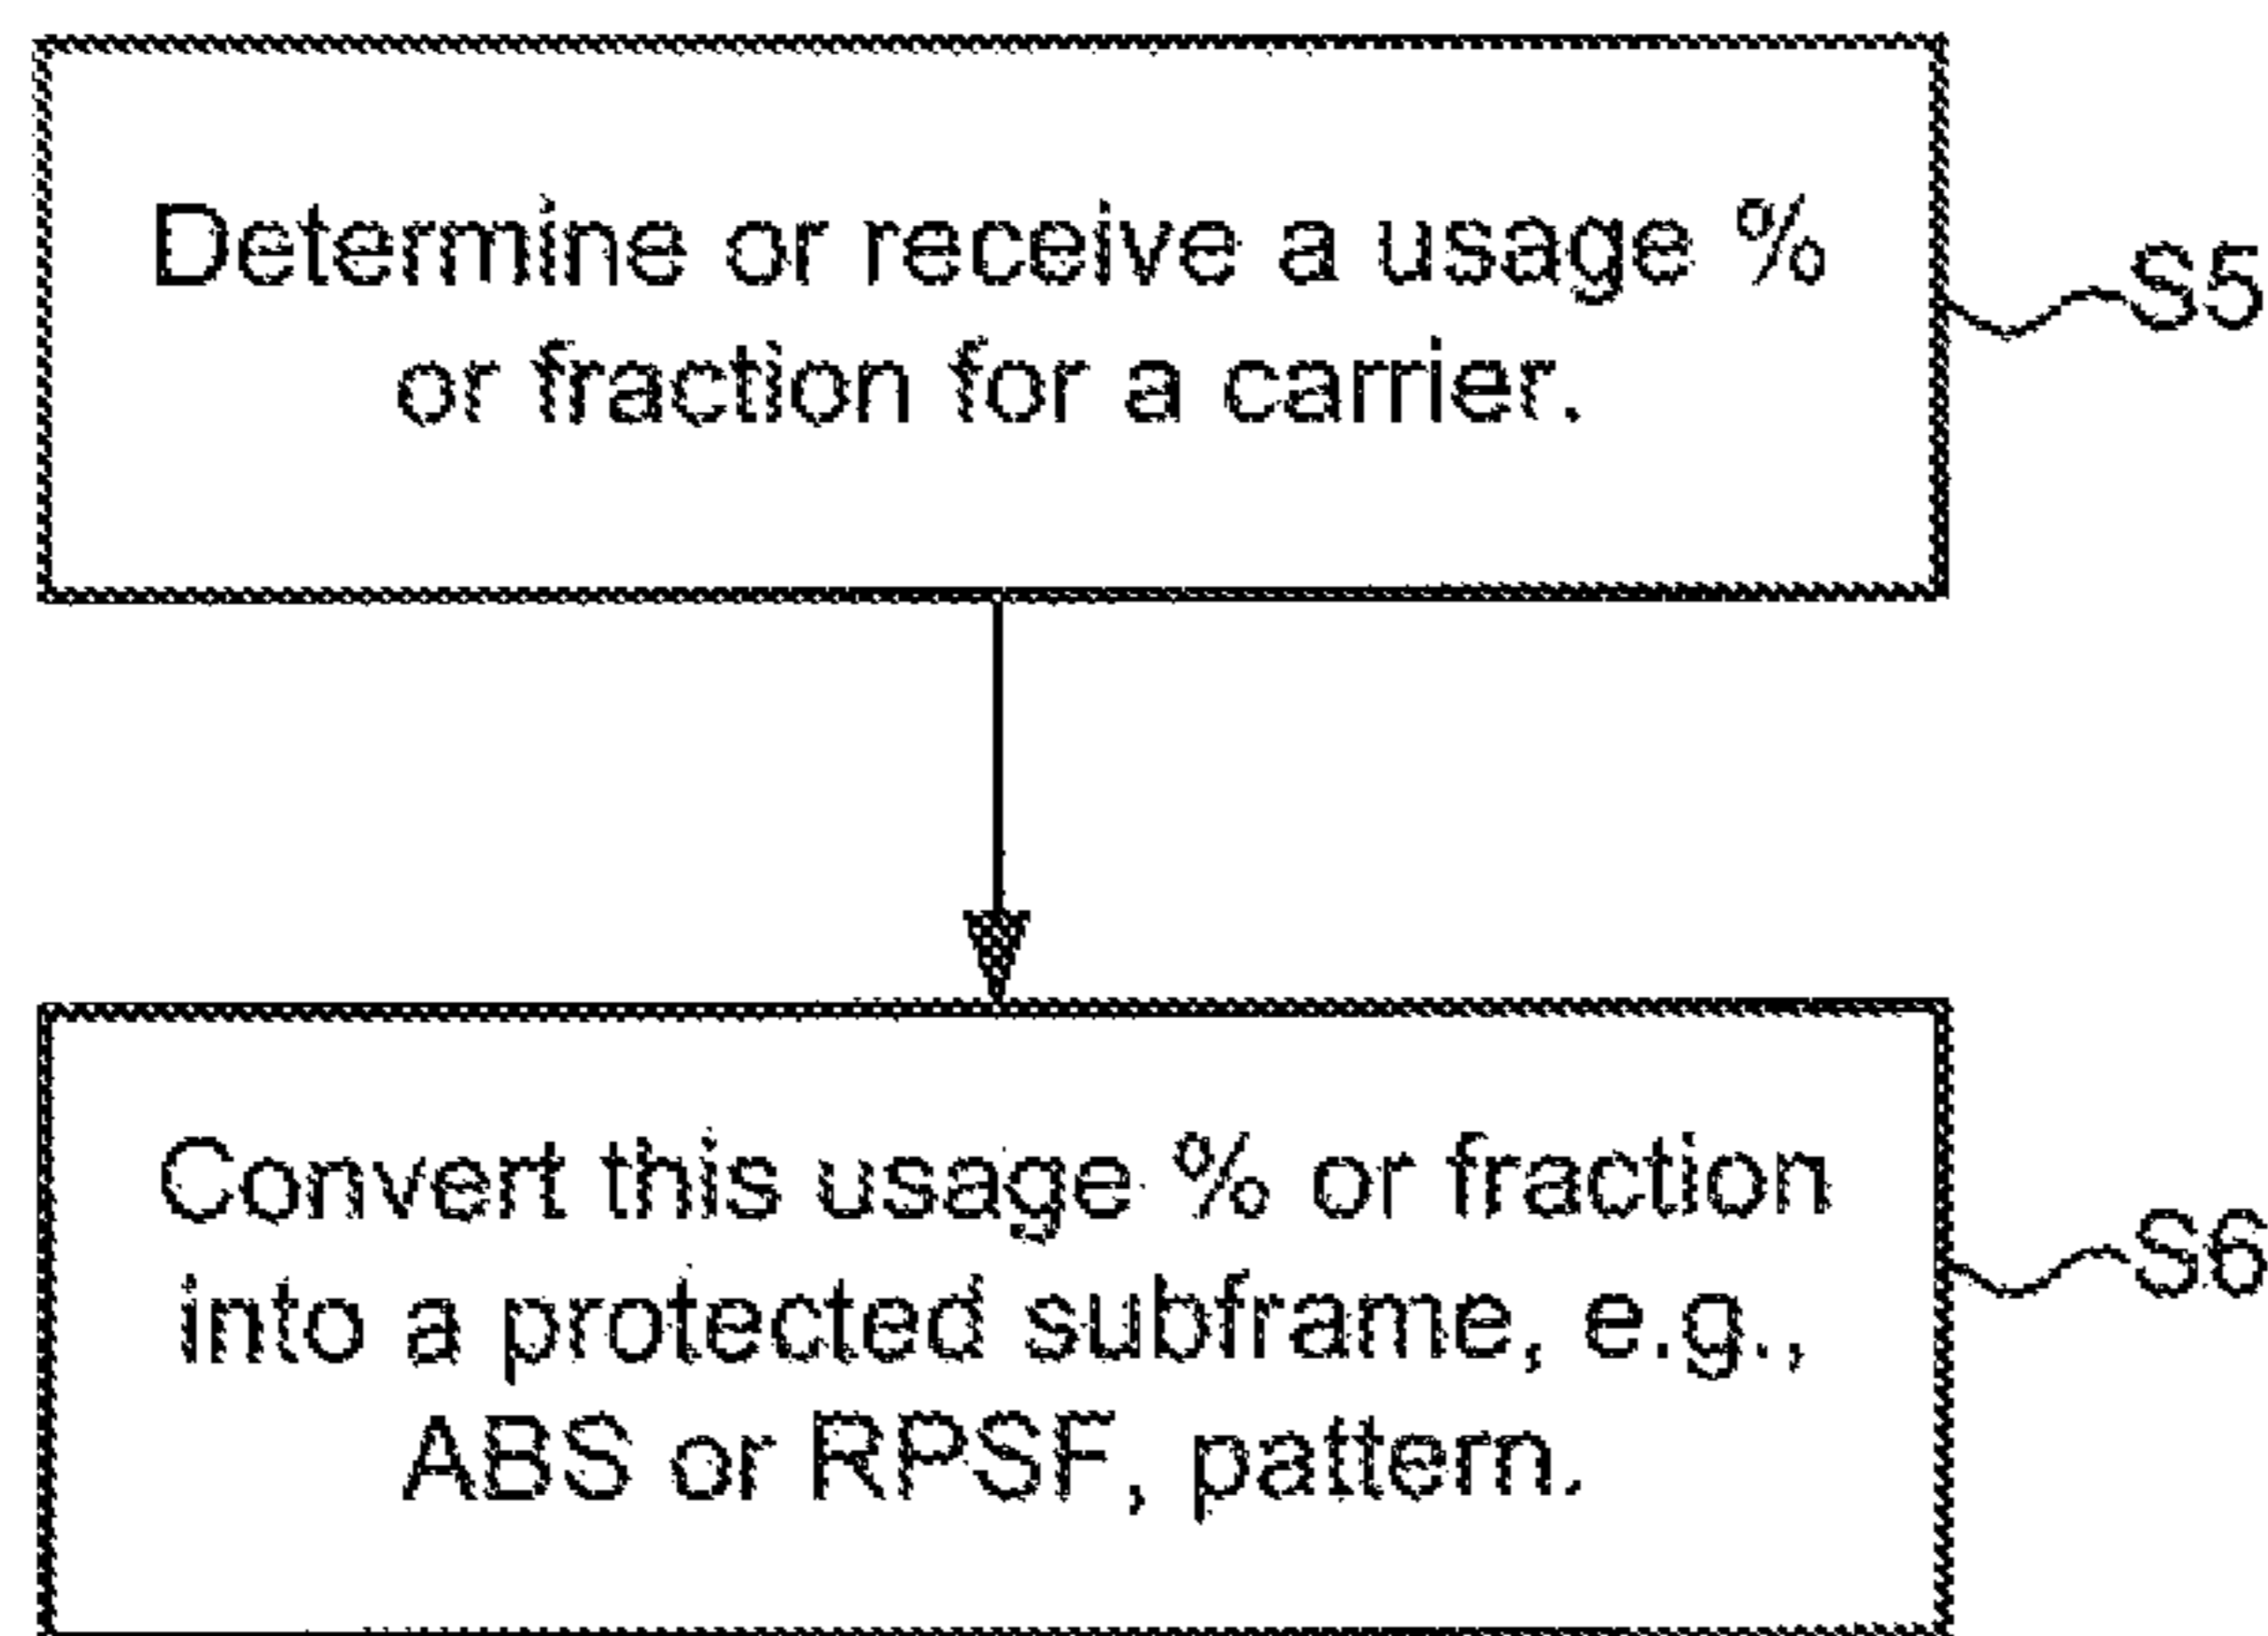 Determine or receive a usage %
or fraction for a carrier.
S5
Convert this usage % or fraction
into a protected subframe, e.g.,
ABS or RPSF, pattern.
S6